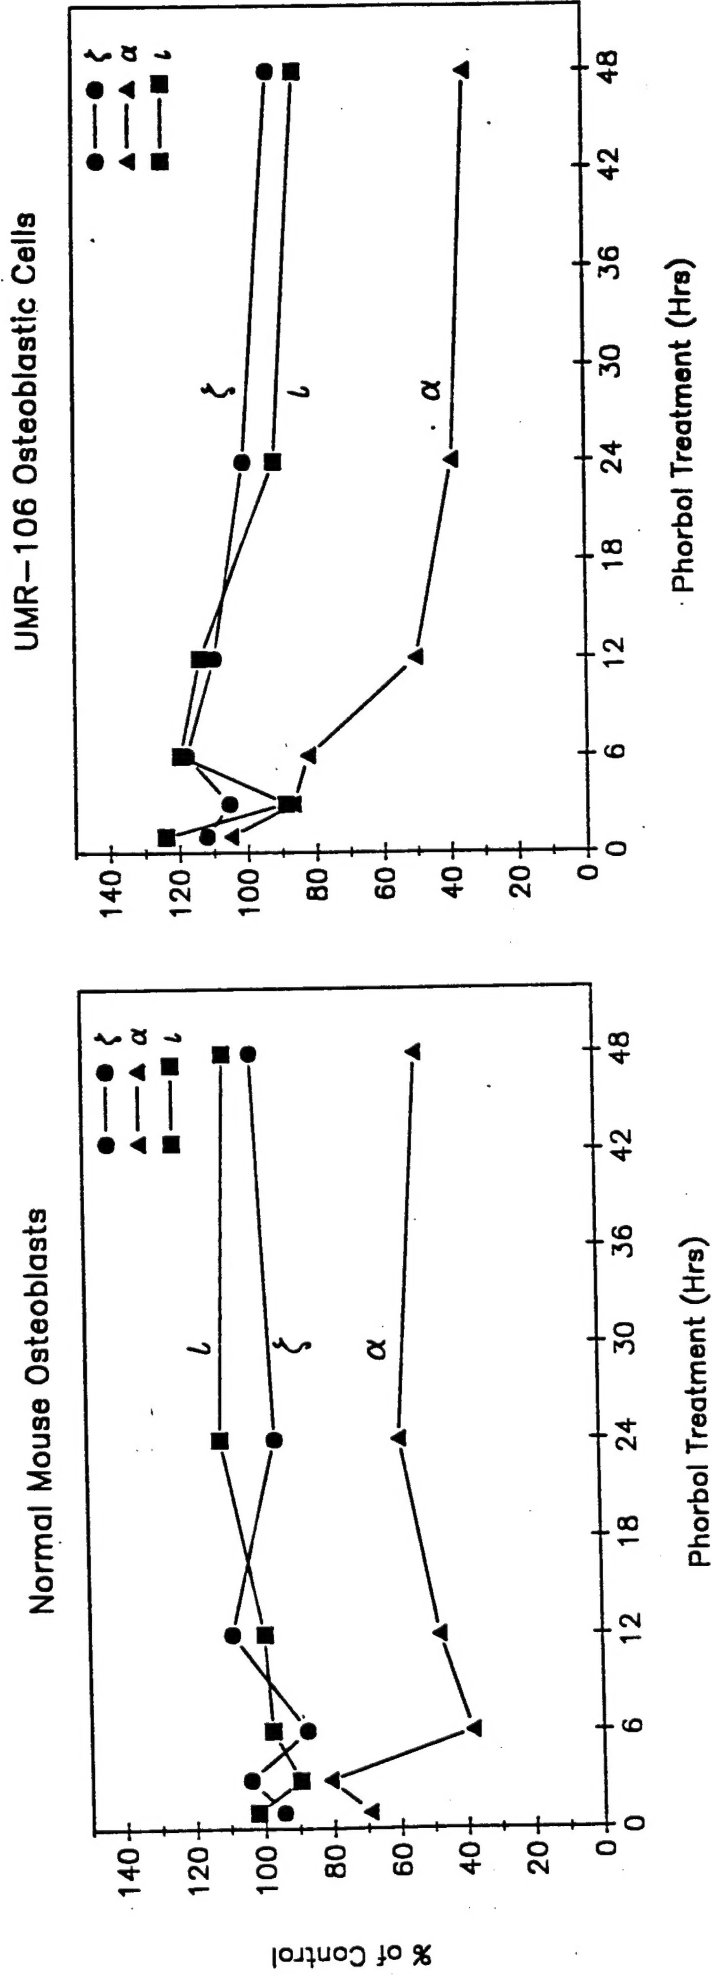 Normal Mouse Osteoblasts
% of Control
140
120
100
80
60
40
20
0
0 6 12 18 24 30 36 42 48
Phorbol Treatment (Hrs)
ζ
α
ι
ι
ζ
α
UMR-106 Osteoblastic Cells
140
120
100
80
60
40
20
0
0 6 12 18 24 30 36 42 48
Phorbol Treatment (Hrs)
ζ
α
ι
ζ
ι
α